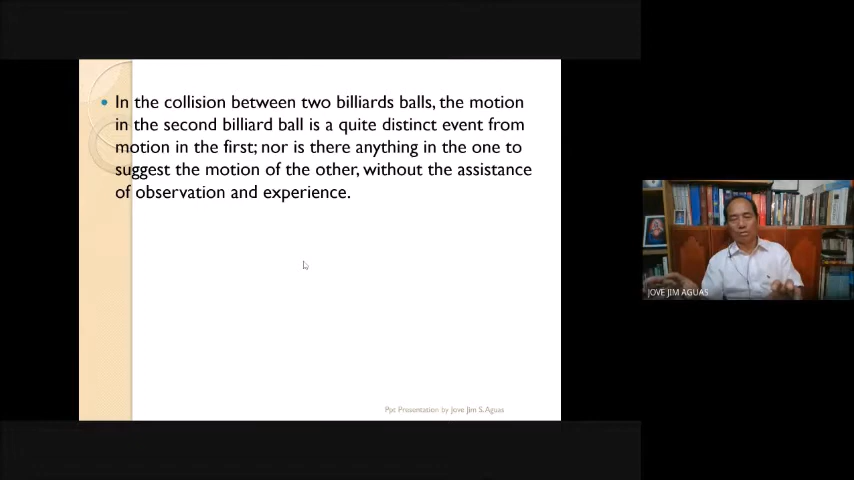 In the collision between two billiards balls, the motion
in the second billiard ball is a quite distinct event from
motion in the first; nor is there anything in the one to
suggest the motion of the other, without the assistance
of observation and experience.
JOVE JIM AGUAS
Ppt Presentation by Jove Jim S. Aguas